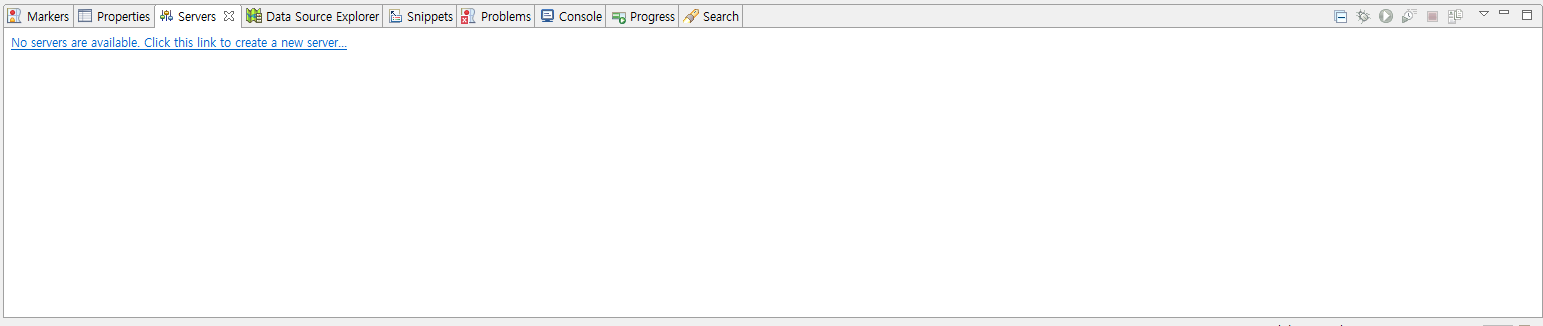 Markers Properties Servers Data Source Explorer Snippets Problems Console Progress Search
No servers are available. Click this link to create a new server...